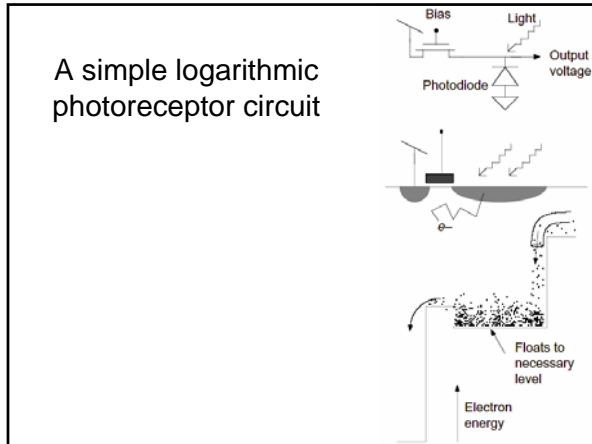 A simple logarithmic
photoreceptor circuit
Bias
Light
Output
voltage
Photodiode
e–
Floats to
necessary
level
Electron
energy